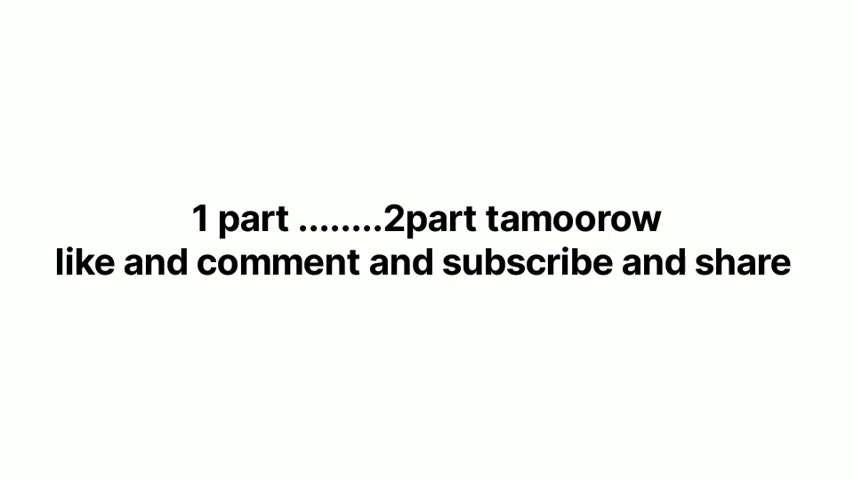 1 part ........2part tamoorow
like and comment and subscribe and share